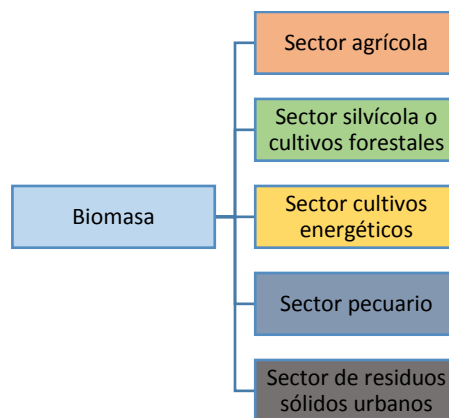 Sector agrícola
Sector silvícola o
cultivos forestales
Biomasa
Sector cultivos
energéticos
Sector pecuario
Sector de residuos
sólidos urbanos